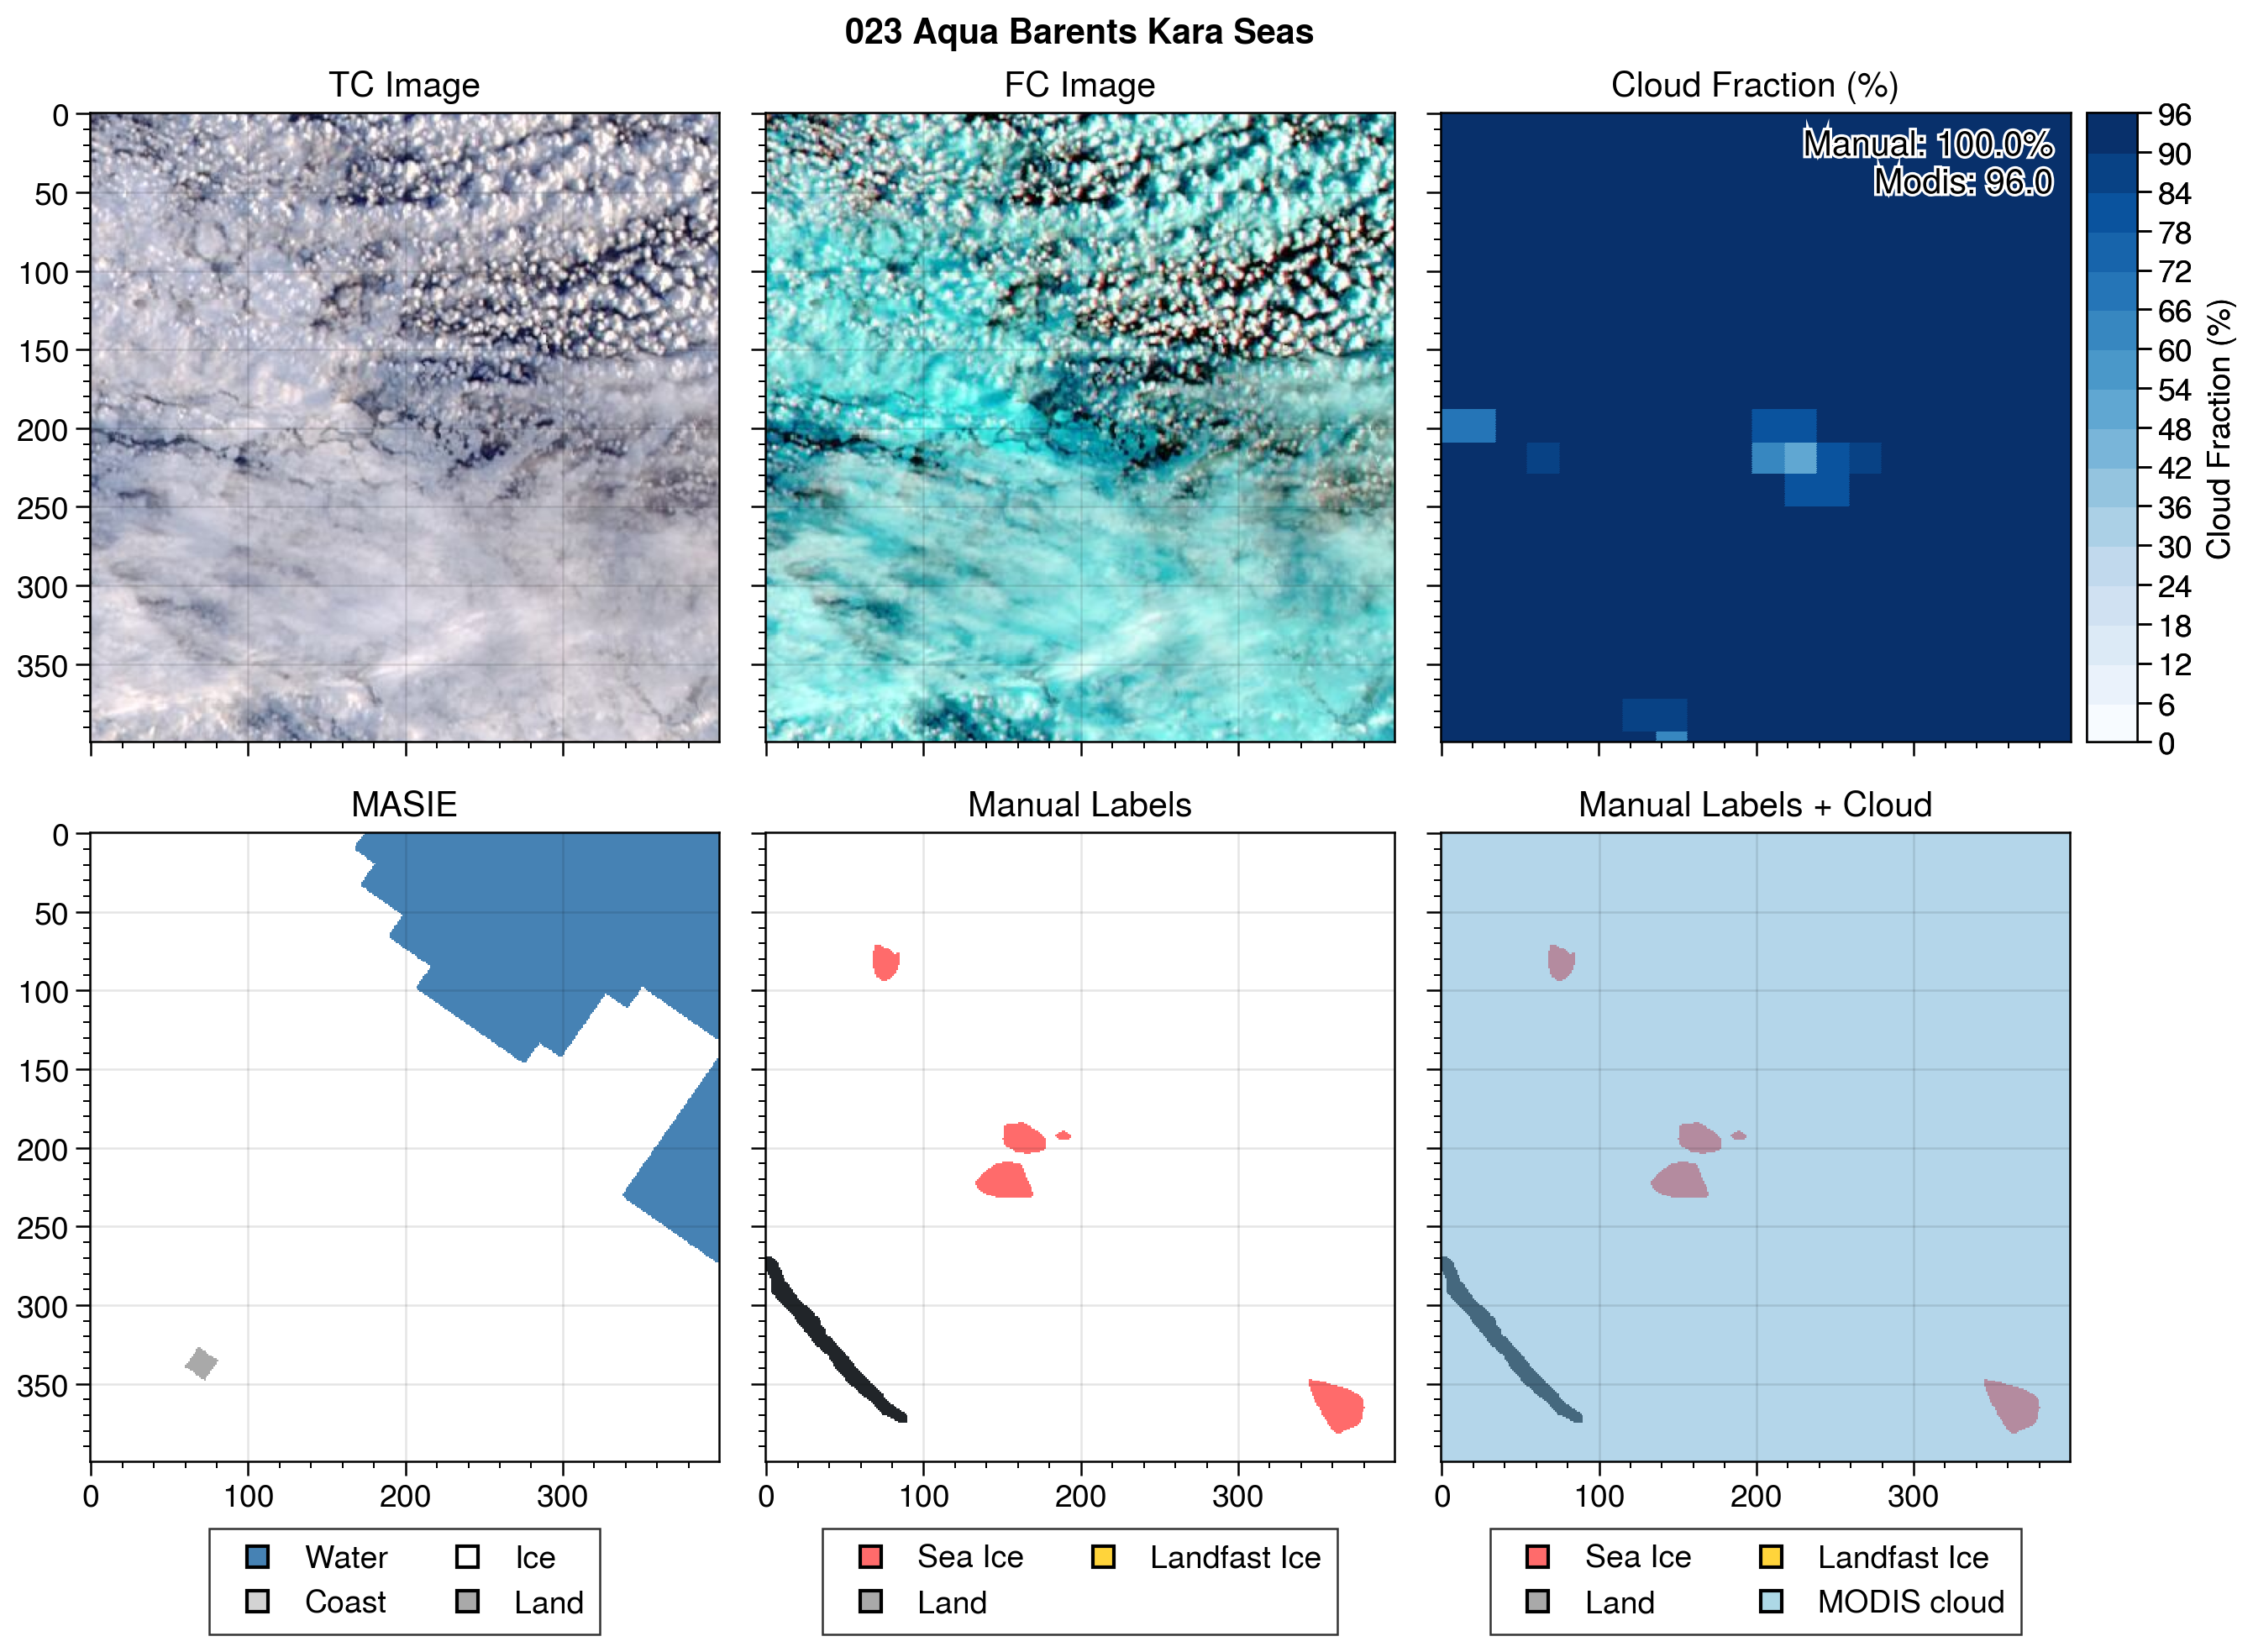 023 Aqua Barents Kara Seas
TC Image
FC Image
Cloud Fraction (%)
0
50
100
150
200
250
300
350
Manual: 100.0%
Modis: 96.0
96
90
84
78
72
66
60
54
48
42
36
30
24
18
12
6
0
Cloud Fraction (%)
MASIE
Manual Labels
Manual Labels + Cloud
0
50
100
150
200
250
300
350
0 100 200 300
0 100 200 300
0 100 200 300
Water Ice
Coast Land
Sea Ice Landfast Ice
Land
Sea Ice Landfast Ice
Land MODIS cloud